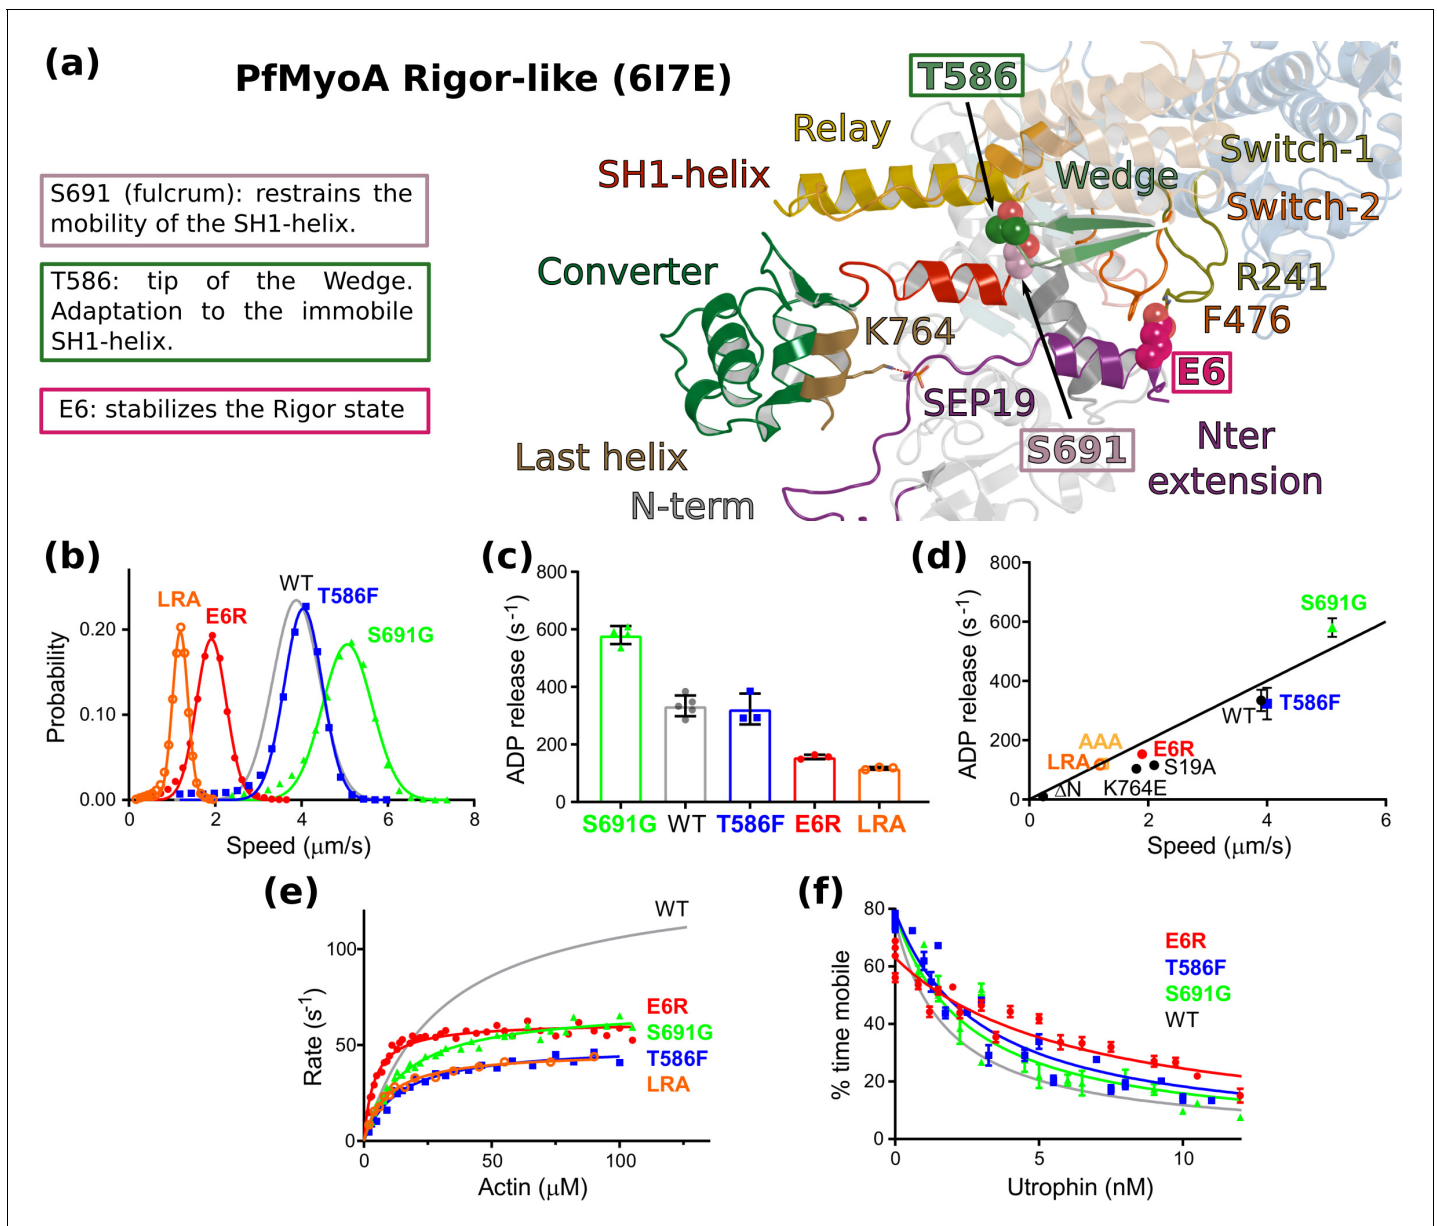 (a)
PfMyoA Rigor-like (6I7E)
S691 (fulcrum): restrains the
mobility of the SH1-helix.
T586: tip of the Wedge.
Adaptation to the immobile
SH1-helix.
E6: stabilizes the Rigor state
T586
Relay
Switch-1
SH1-helix
Wedge
Switch-2
Converter
R241
K764
F476
E6
SEP19
S691
Nter
extension
Last helix
N-term
(b)
Probability
0.20
0.10
0.00
0
2
4
6
8
Speed (μm/s)
LRA
E6R
WT
T586F
S691G
(c)
ADP release (s-1)
800
600
400
200
0
S691G
WT
T586F
E6R
LRA
(d)
ADP release (s-1)
800
600
400
200
0
0
2
4
6
Speed (μm/s)
S691G
WT
T586F
AAA
LRA
E6R
S19A
K764E
ΔN
(e)
Rate (s-1)
100
50
0
0
50
100
Actin (μM)
WT
E6R
S691G
T586F
LRA
(f)
% time mobile
80
60
40
20
0
0
5
10
Utrophin (nM)
E6R
T586F
S691G
WT